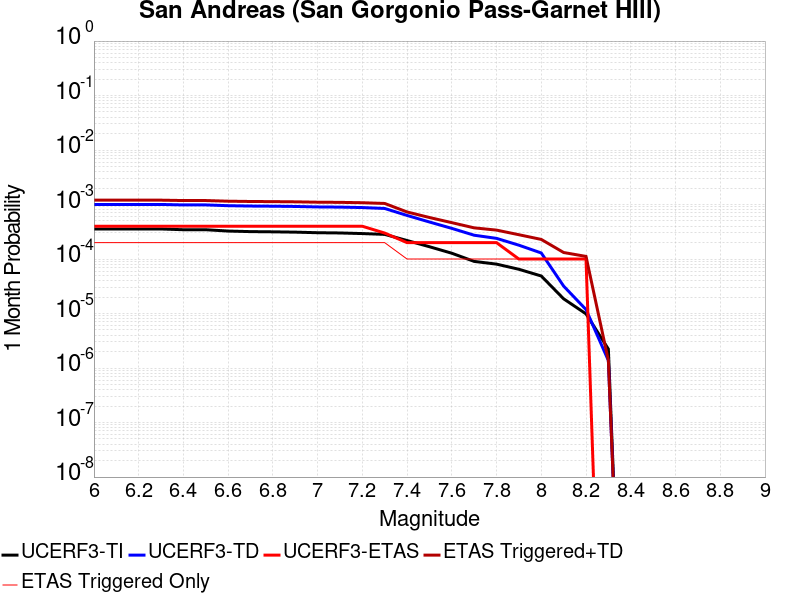 San Andreas (San Gorgonio Pass-Garnet HIll)
10^0
10^-1
10^-2
10^-3
10^-4
10^-5
10^-6
10^-7
10^-8
1 Month Probability
6 6.2 6.4 6.6 6.8 7 7.2 7.4 7.6 7.8 8 8.2 8.4 8.6 8.8 9
Magnitude
UCERF3-TI UCERF3-TD UCERF3-ETAS ETAS Triggered+TD
ETAS Triggered Only